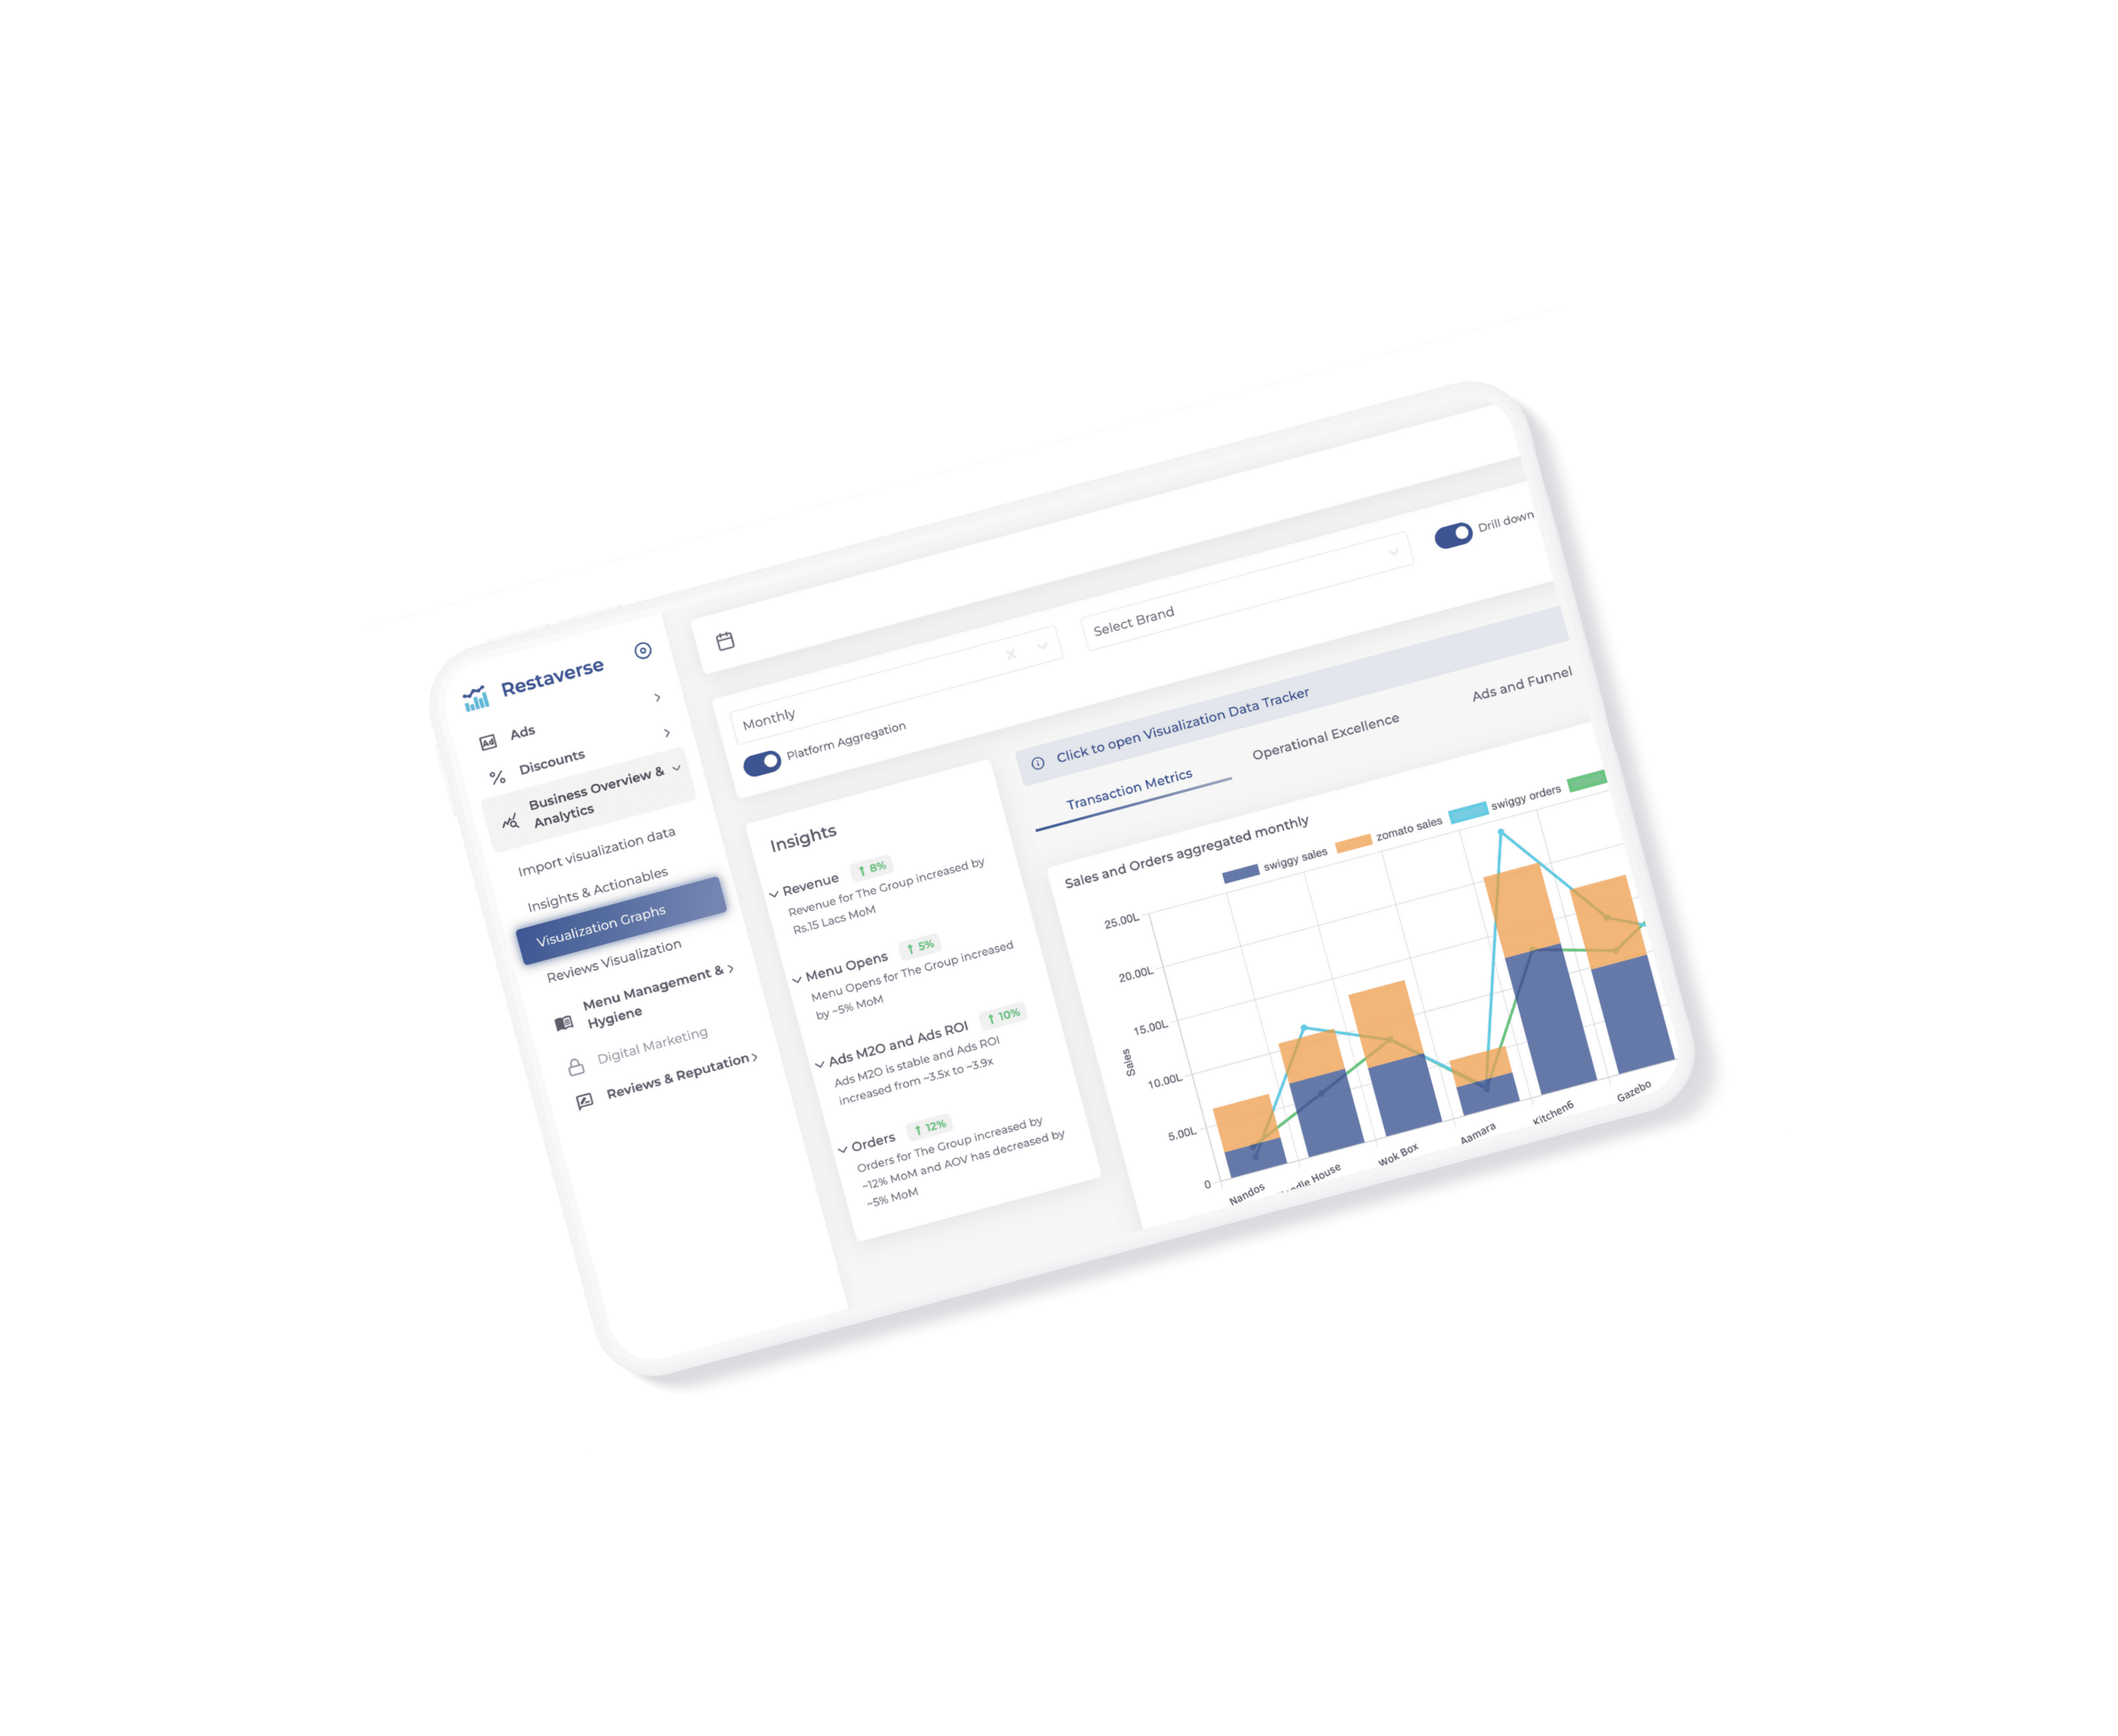 Restaverse
Ad
Ads
Discounts
Business Overview &
Analytics
Import visualization data
Insights & Actionables
Visualization Graphs
Reviews Visualization
Menu Management &
Hygiene
Digital Marketing
Reviews & Reputation
Monthly
Select Brand
Drill down
Platform Aggregation
Insights
Revenue ↑ 8%
Revenue for The Group increased by
Rs.15 Lacs MoM
Menu Opens ↑ 5%
Menu Opens for The Group increased
by ~5% MoM
Ads M2O and Ads ROI ↑ 10%
Ads M2O is stable and Ads ROI
increased from ~3.5x to ~3.9x
Orders ↑ 12%
Orders for The Group increased by
~12% MoM and AOV has decreased by
~5% MoM
Click to open Visualization Data Tracker
Transaction Metrics
Operational Excellence
Ads and Funnel
Sales and Orders aggregated monthly
swiggy sales
zomato sales
swiggy orders
25.00L
20.00L
15.00L
10.00L
5.00L
0
Sales
Nandos
House
Wok Box
Aamara
Kitchen6
Gazebo